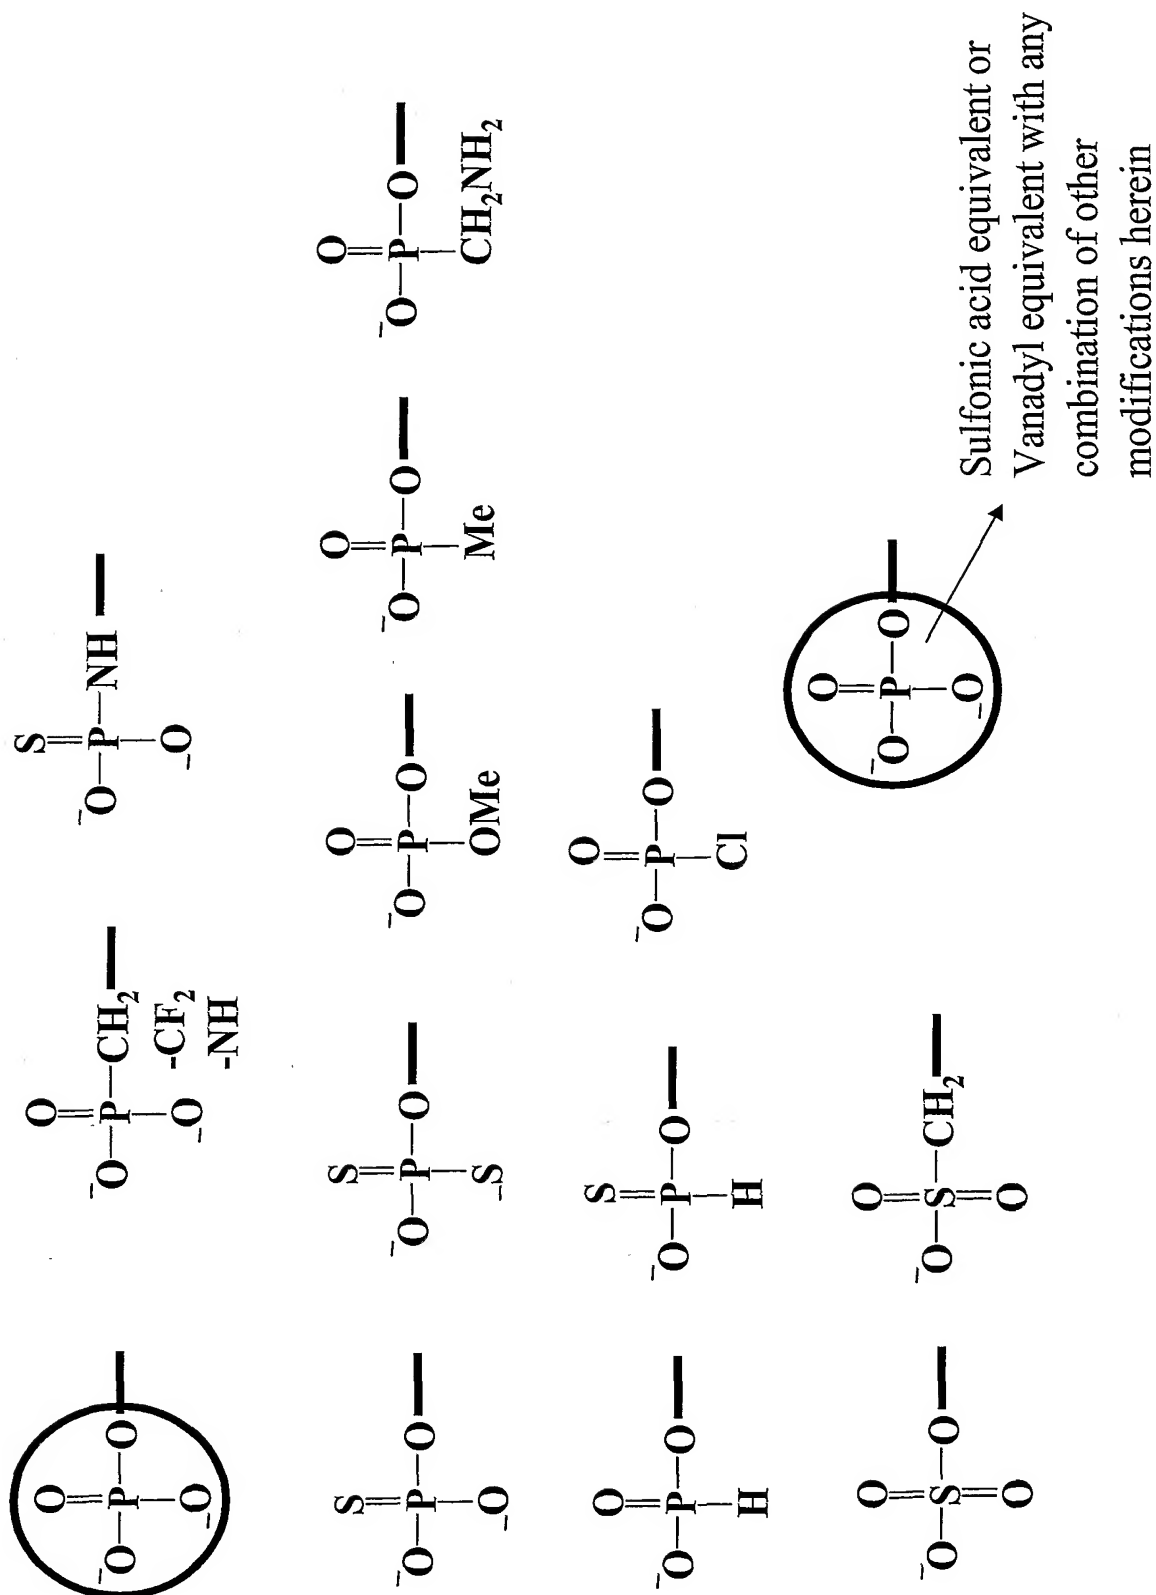 O O S
⁻O—P—O ⁻O—P—CH₂ ⁻O—P—NH
⁻O ⁻O -CF₂ ⁻O
-NH
S S O O O
⁻O—P—O ⁻O—P—O ⁻O—P—O ⁻O—P—O ⁻O—P—O
⁻O ⁻S OMe Me CH₂NH₂
O S O
⁻O—P—O ⁻O—P—O ⁻O—P—O
H H Cl
O O O
⁻O—S—O ⁻O—S—CH₂ ⁻O—P—O
O O ⁻O
Sulfonic acid equivalent or
Vanadyl equivalent with any
combination of other
modifications herein